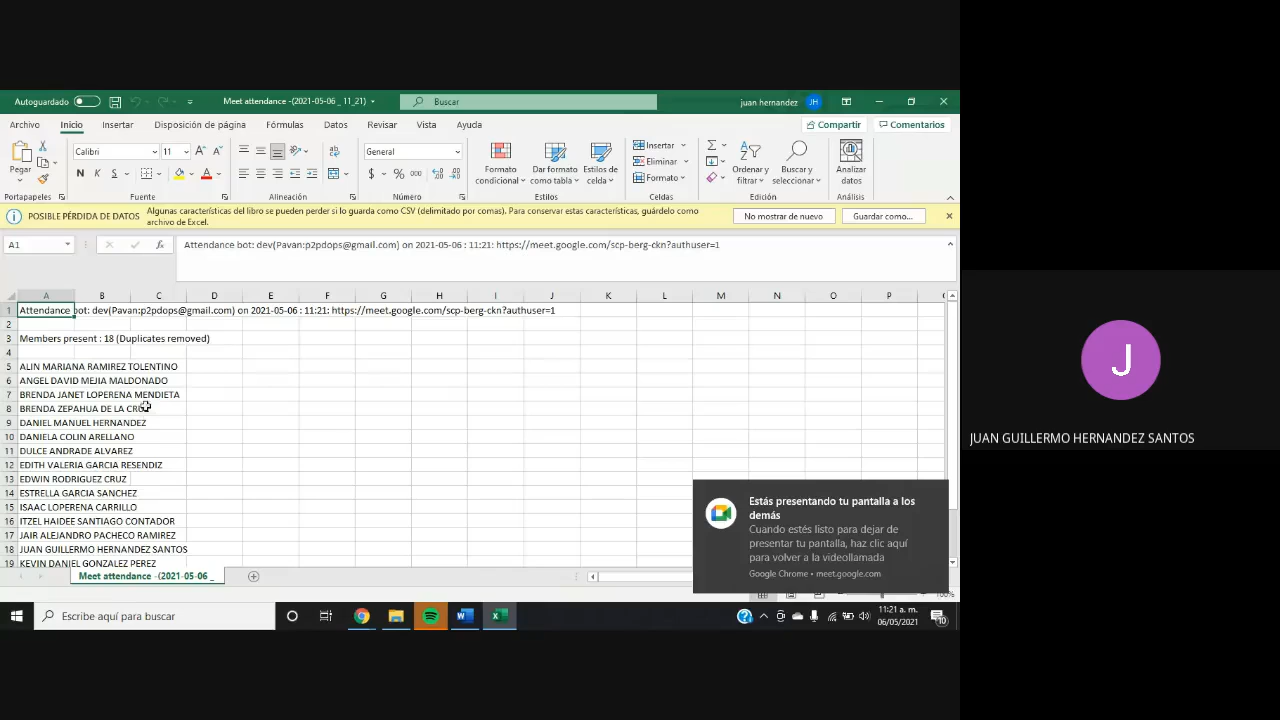 Autoguardado
Meet attendance -(2021-05-06 _ 11_21)
Buscar
juan hernandez
JH
Archivo
Inicio
Insertar
Disposición de página
Fórmulas
Datos
Revisar
Vista
Ayuda
Compartir
Comentarios
Pegar
Calibri
11
N K S
General
$ % 000
Formato condicional
Dar formato como tabla
Estilos de celda
Insertar
Eliminar
Formato
Ordenar y filtrar
Buscar y seleccionar
Analizar datos
Portapapeles
Fuente
Alineación
Número
Estilos
Celdas
Edición
Análisis
POSIBLE PÉRDIDA DE DATOS
Algunas características del libro se pueden perder si lo guarda como CSV (delimitado por comas). Para conservar estas características, guárdelo como
archivo de Excel.
No mostrar de nuevo
Guardar como...
A1
fx
Attendance bot: dev(Pavan:p2pdops@gmail.com) on 2021-05-06 : 11:21: https://meet.google.com/scp-berg-ckn?authuser=1
A B C D E F G H I J K L M N O P
1 Attendance bot: dev(Pavan:p2pdops@gmail.com) on 2021-05-06 : 11:21: https://meet.google.com/scp-berg-ckn?authuser=1
2
3 Members present : 18 (Duplicates removed)
4
5 ALIN MARIANA RAMIREZ TOLENTINO
6 ANGEL DAVID MEJIA MALDONADO
7 BRENDA JANET LOPERENA MENDIETA
8 BRENDA ZEPAHUA DE LA CRUZ
9 DANIEL MANUEL HERNANDEZ
10 DANIELA COLIN ARELLANO
11 DULCE ANDRADE ALVAREZ
12 EDITH VALERIA GARCIA RESENDIZ
13 EDWIN RODRIGUEZ CRUZ
14 ESTRELLA GARCIA SANCHEZ
15 ISAAC LOPERENA CARRILLO
16 ITZEL HAIDEE SANTIAGO CONTADOR
17 JAIR ALEJANDRO PACHECO RAMIREZ
18 JUAN GUILLERMO HERNANDEZ SANTOS
19 KEVIN DANIEL GONZALEZ PEREZ
Meet attendance -(2021-05-06 _
Estás presentando tu pantalla a los
demás
Cuando estés listo para dejar de
presentar tu pantalla, haz clic aquí
para volver a la videollamada
Google Chrome • meet.google.com
100%
Escribe aquí para buscar
11:21 a. m.
06/05/2021
10
J
JUAN GUILLERMO HERNANDEZ SANTOS